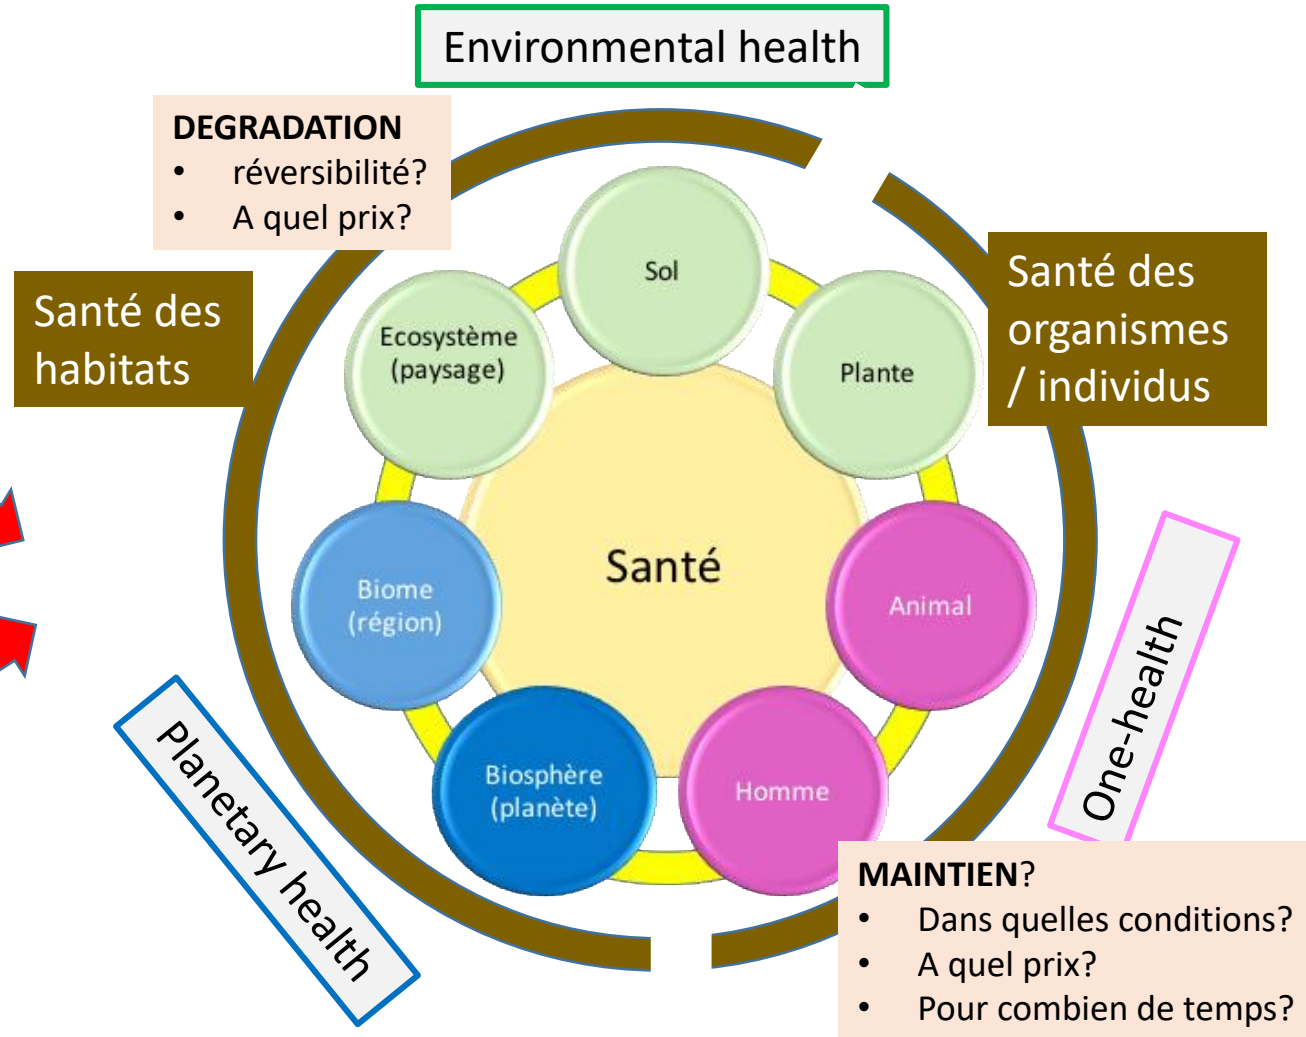 Environmental health
DEGRADATION
• réversibilité?
• A quel prix?
Santé des
habitats
Santé des
organismes
/ individus
Sol
Ecosystème
(paysage)
Plante
Santé
Biome
(région)
Animal
Biosphère
(planète)
Homme
Planetary health
One-health
MAINTIEN?
• Dans quelles conditions?
• A quel prix?
• Pour combien de temps?